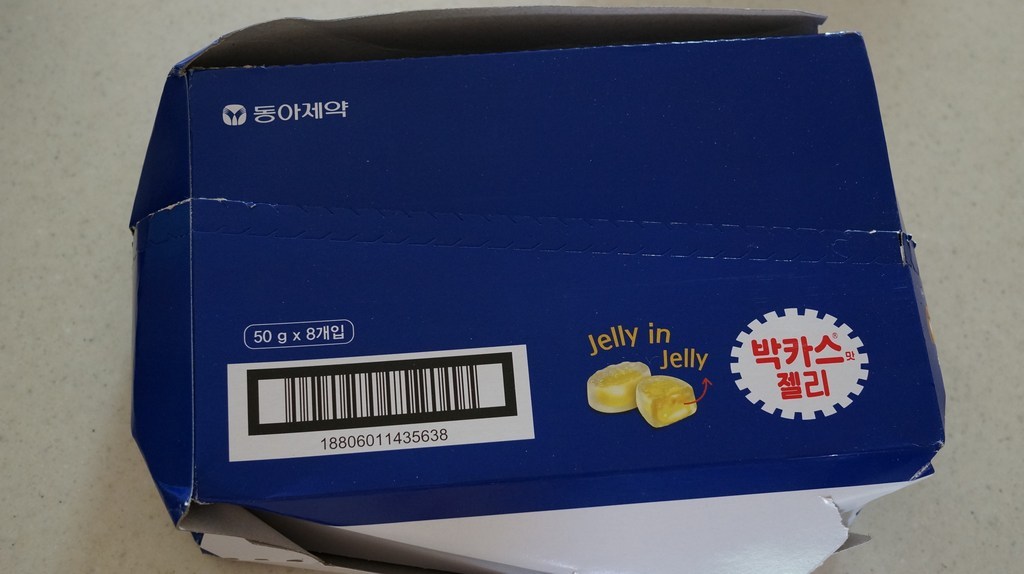 동아제약
50 g x 8개입
18806011435638
Jelly in
Jelly
박카스® 맛
젤리